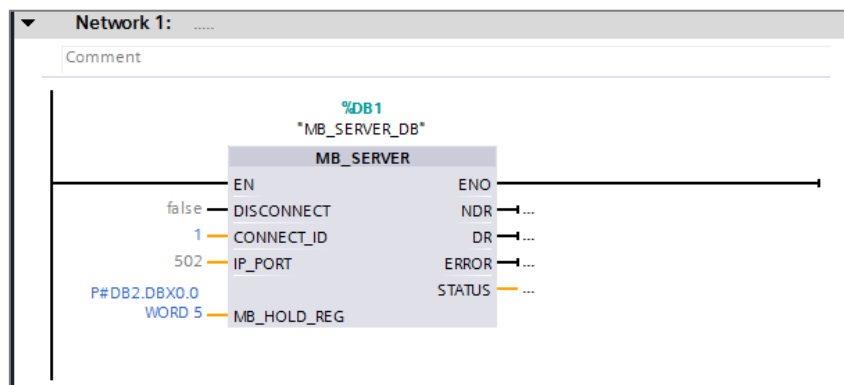 Network 1: .....
Comment
%DB1
"MB_SERVER_DB"
MB_SERVER
EN ENO
false DISCONNECT NDR ...
1 CONNECT_ID DR ...
502 IP_PORT ERROR ...
STATUS ...
P#DB2.DBX0.0
WORD 5 MB_HOLD_REG